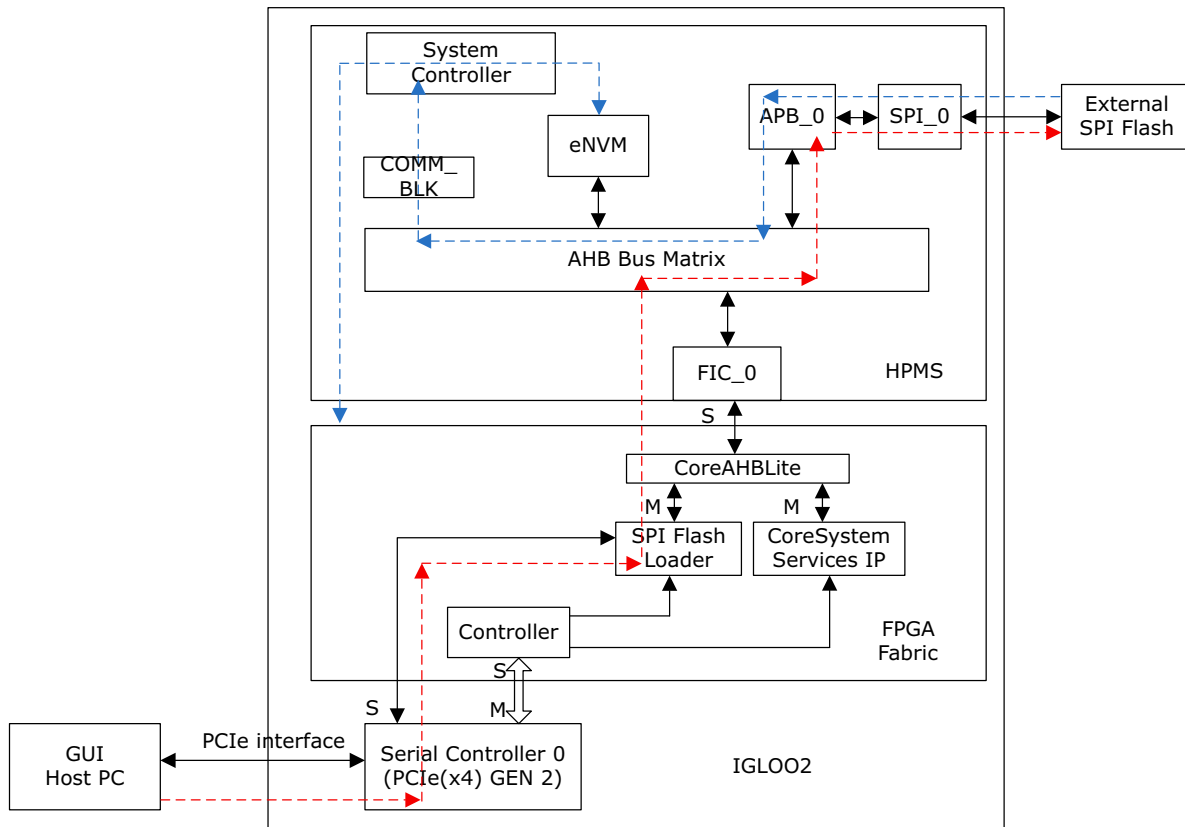 System
Controller
APB_0
SPI_0
External
SPI Flash
eNVM
COMM_
BLK
AHB Bus Matrix
FIC_0
HPMS
S
CoreAHBLite
M
M
SPI Flash
Loader
CoreSystem
Services IP
Controller
FPGA
Fabric
S
S
M
GUI
Host PC
PCIe interface
Serial Controller 0
(PCIe(x4) GEN 2)
IGLOO2